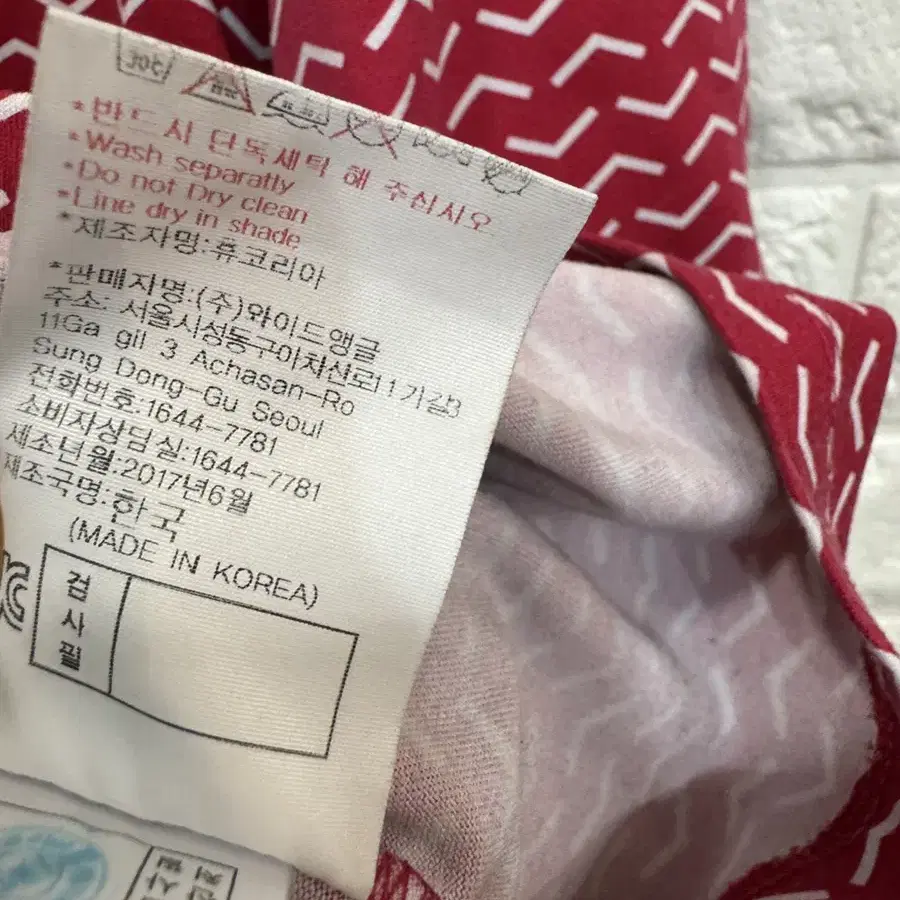 30℃
*반드시 단독세탁 해 주십시오
*Wash separatly
*Do not Dry clean
*Line dry in shade
*제조자명:휴코리아
*판매자명:(주)와이드앵글
주소: 서울시성동구아차산로11가길3
11Ga gil 3 Achasan-Ro
Sung Dong-Gu Seoul
전화번호:1644-7781
소비자상담실:1644-7781
제조년월:2017年6월
제조국명:한국
(MADE IN KOREA)
검사필